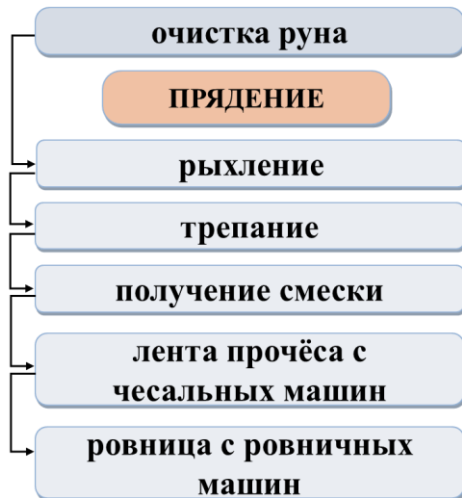 очистка руна
ПРЯДЕНИЕ
рыхление
трепание
получение смески
лента прочёса с
чесальных машин
ровница с ровничных
машин